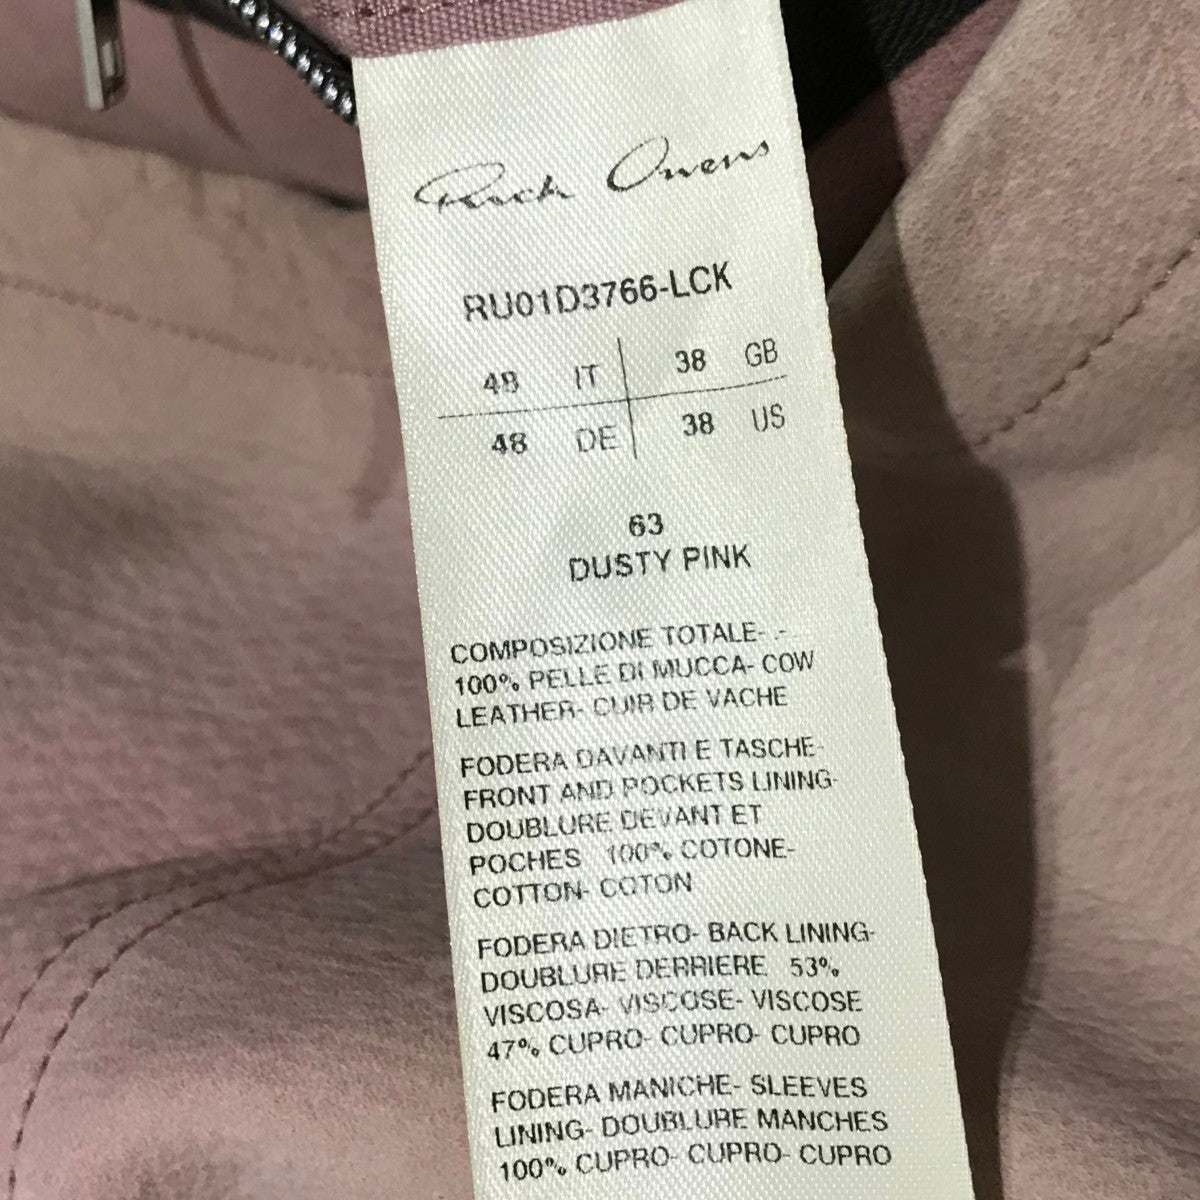 Rick Owens
RU01D3766-LCK
48 IT 38 GB
48 DE 38 US
63
DUSTY PINK
COMPOSIZIONE TOTALE- .-
100% PELLE DI MUCCA- COW
LEATHER- CUIR DE VACHE
FODERA DAVANTI E TASCHE-
FRONT AND POCKETS LINING-
DOUBLURE DEVANT ET
POCHES 100% COTONE-
COTTON- COTON
FODERA DIETRO- BACK LINING-
DOUBLURE DERRIERE 53%
VISCOSA- VISCOSE- VISCOSE
47% CUPRO- CUPRO- CUPRO
FODERA MANICHE- SLEEVES
LINING- DOUBLURE MANCHES
100% CUPRO- CUPRO- CUPRO